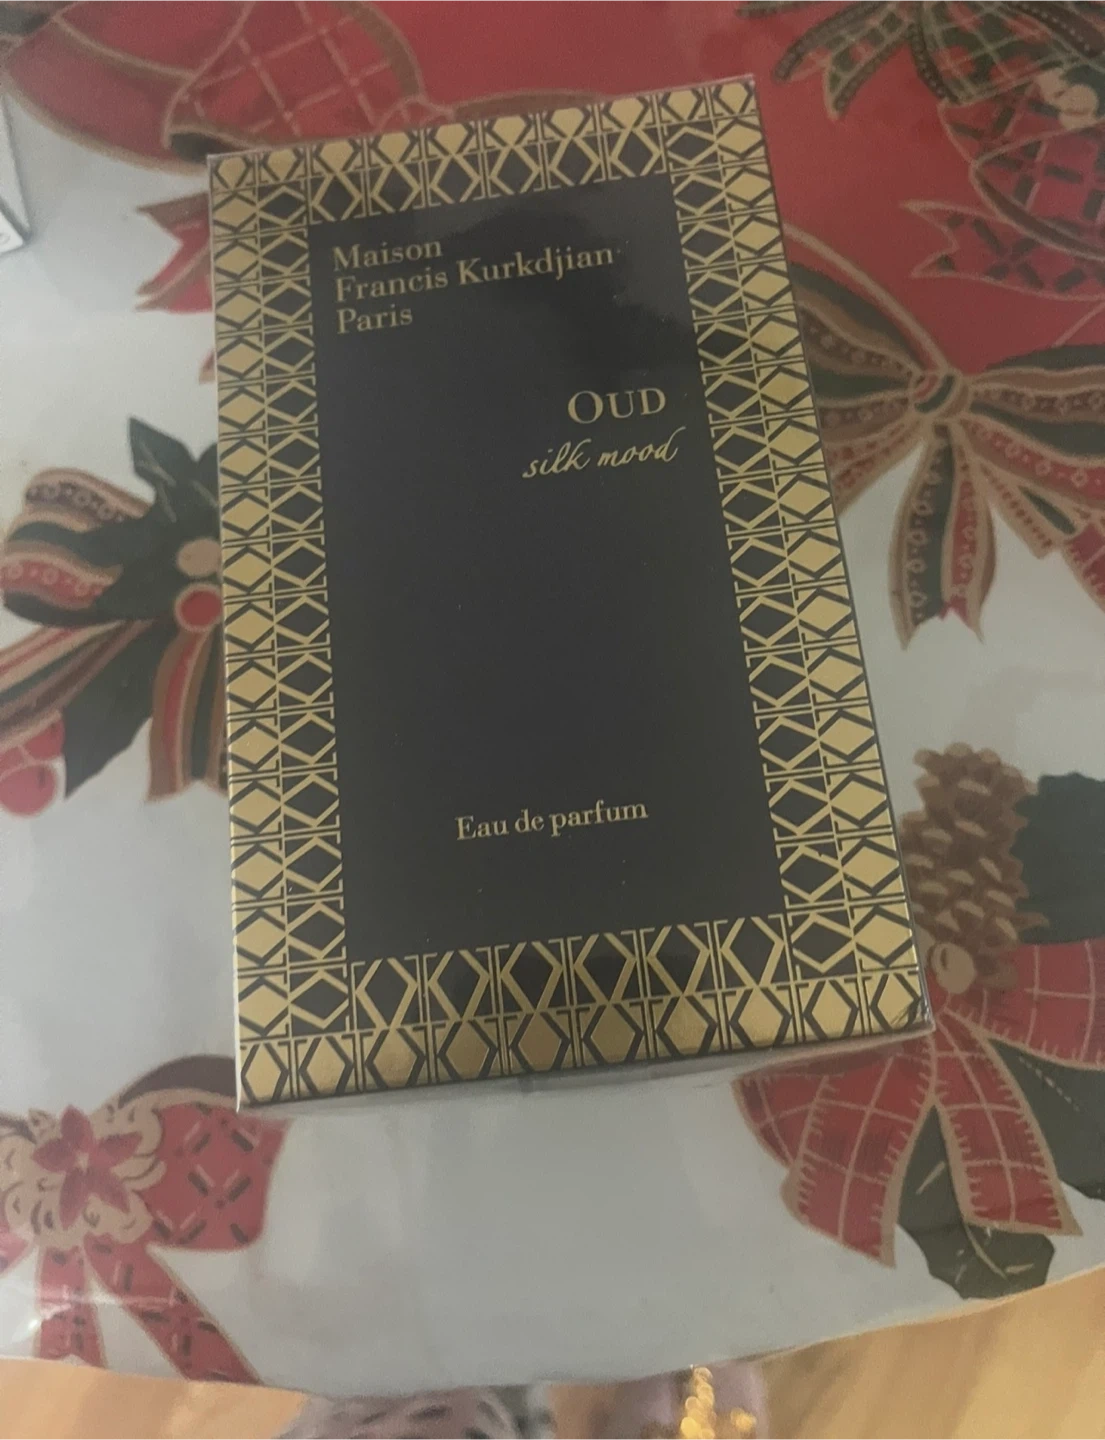 Maison
Francis Kurkdjian
Paris
OUD
silk mood
Eau de parfum